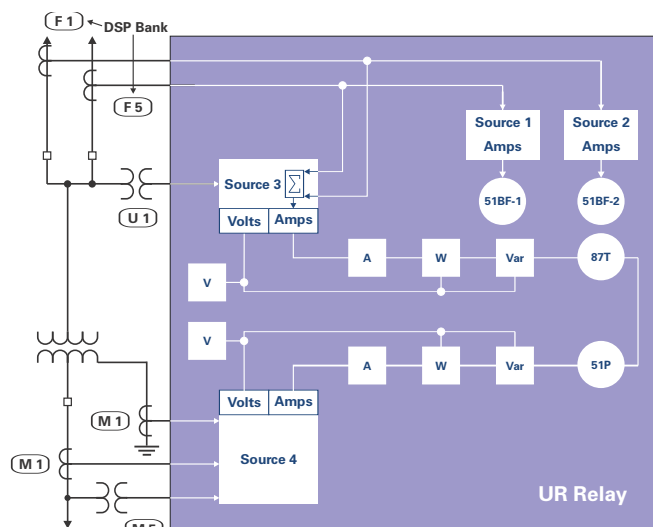 F 1
DSP Bank
F 5
Source 1
Amps
Source 2
Amps
Source 3
Σ
U 1
51BF-1
51BF-2
Volts
Amps
A
W
Var
87T
V
V
A
W
Var
51P
Volts
Amps
M 1
Source 4
M 1
UR Relay
M 5